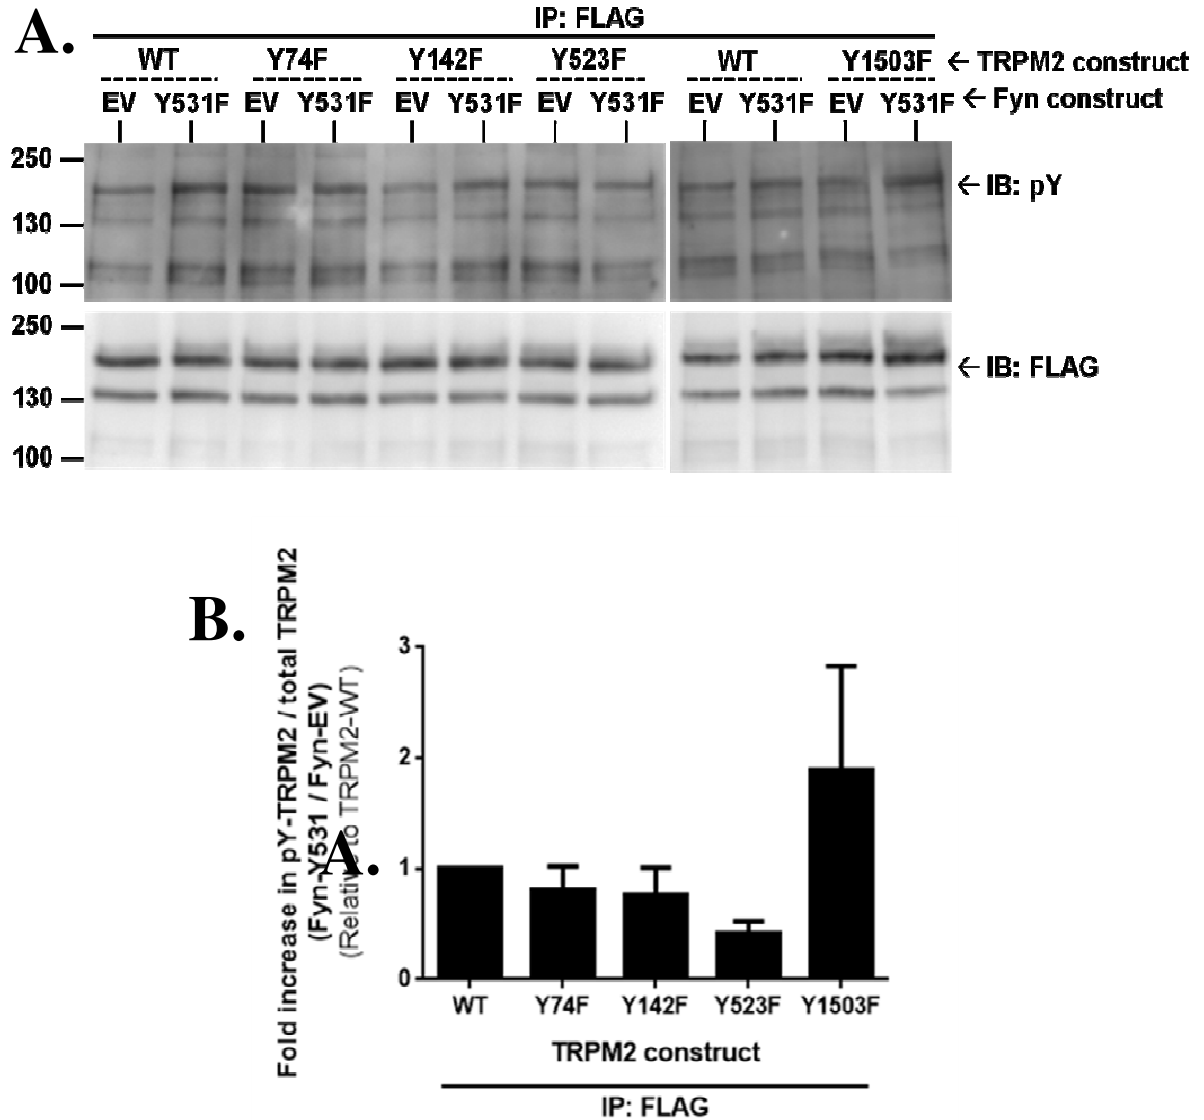 A.
IP: FLAG
WT Y74F Y142F Y523F WT Y1503F ← TRPM2 construct
EV Y531F EV Y531F EV Y531F EV Y531F EV Y531F EV Y531F ← Fyn construct
250
130
100
← IB: pY
250
130
100
← IB: FLAG
B.
Fold increase in pY-TRPM2 / total TRPM2
(Fyn-Y531 / Fyn-EV)
(Relative to TRPM2-WT)
A.
3
2
1
0
WT Y74F Y142F Y523F Y1503F
TRPM2 construct
IP: FLAG